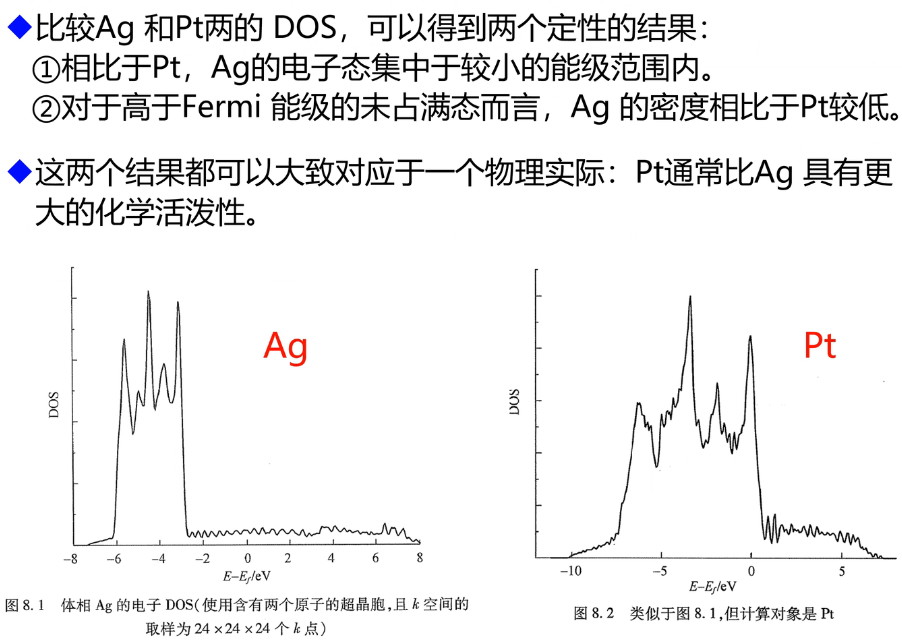 ◆比较Ag 和Pt两的 DOS，可以得到两个定性的结果：
①相比于Pt，Ag的电子态集中于较小的能级范围内。
②对于高于Fermi 能级的未占满态而言，Ag 的密度相比于Pt较低。
◆这两个结果都可以大致对应于一个物理实际：Pt通常比Ag 具有更
大的化学活泼性。
Ag
DOS
-8 -6 -4 -2 0 2 4 6 8
E-Ef/eV
图 8.1 体相 Ag 的电子 DOS(使用含有两个原子的超晶胞,且 k 空间的
取样为 24×24×24 个 k 点)
Pt
DOS
-10 -5 0 5
E-Ef/eV
图 8.2 类似于图 8.1,但计算对象是 Pt